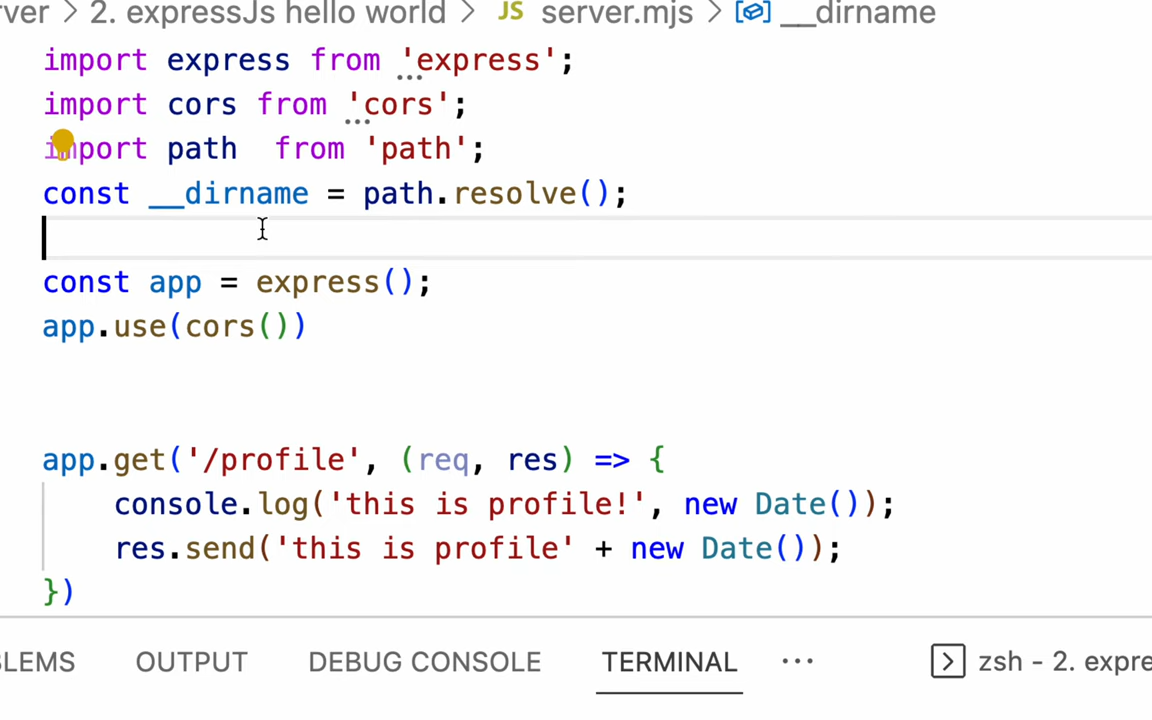 ver > 2. expressJs hello world > JS server.mjs > __dirname
import express from 'express';
import cors from 'cors';
import path  from 'path';
const __dirname = path.resolve();
const app = express();
app.use(cors())
app.get('/profile', (req, res) => {
    console.log('this is profile!', new Date());
    res.send('this is profile' + new Date());
})
BLEMS OUTPUT DEBUG CONSOLE TERMINAL ··· zsh - 2. expre